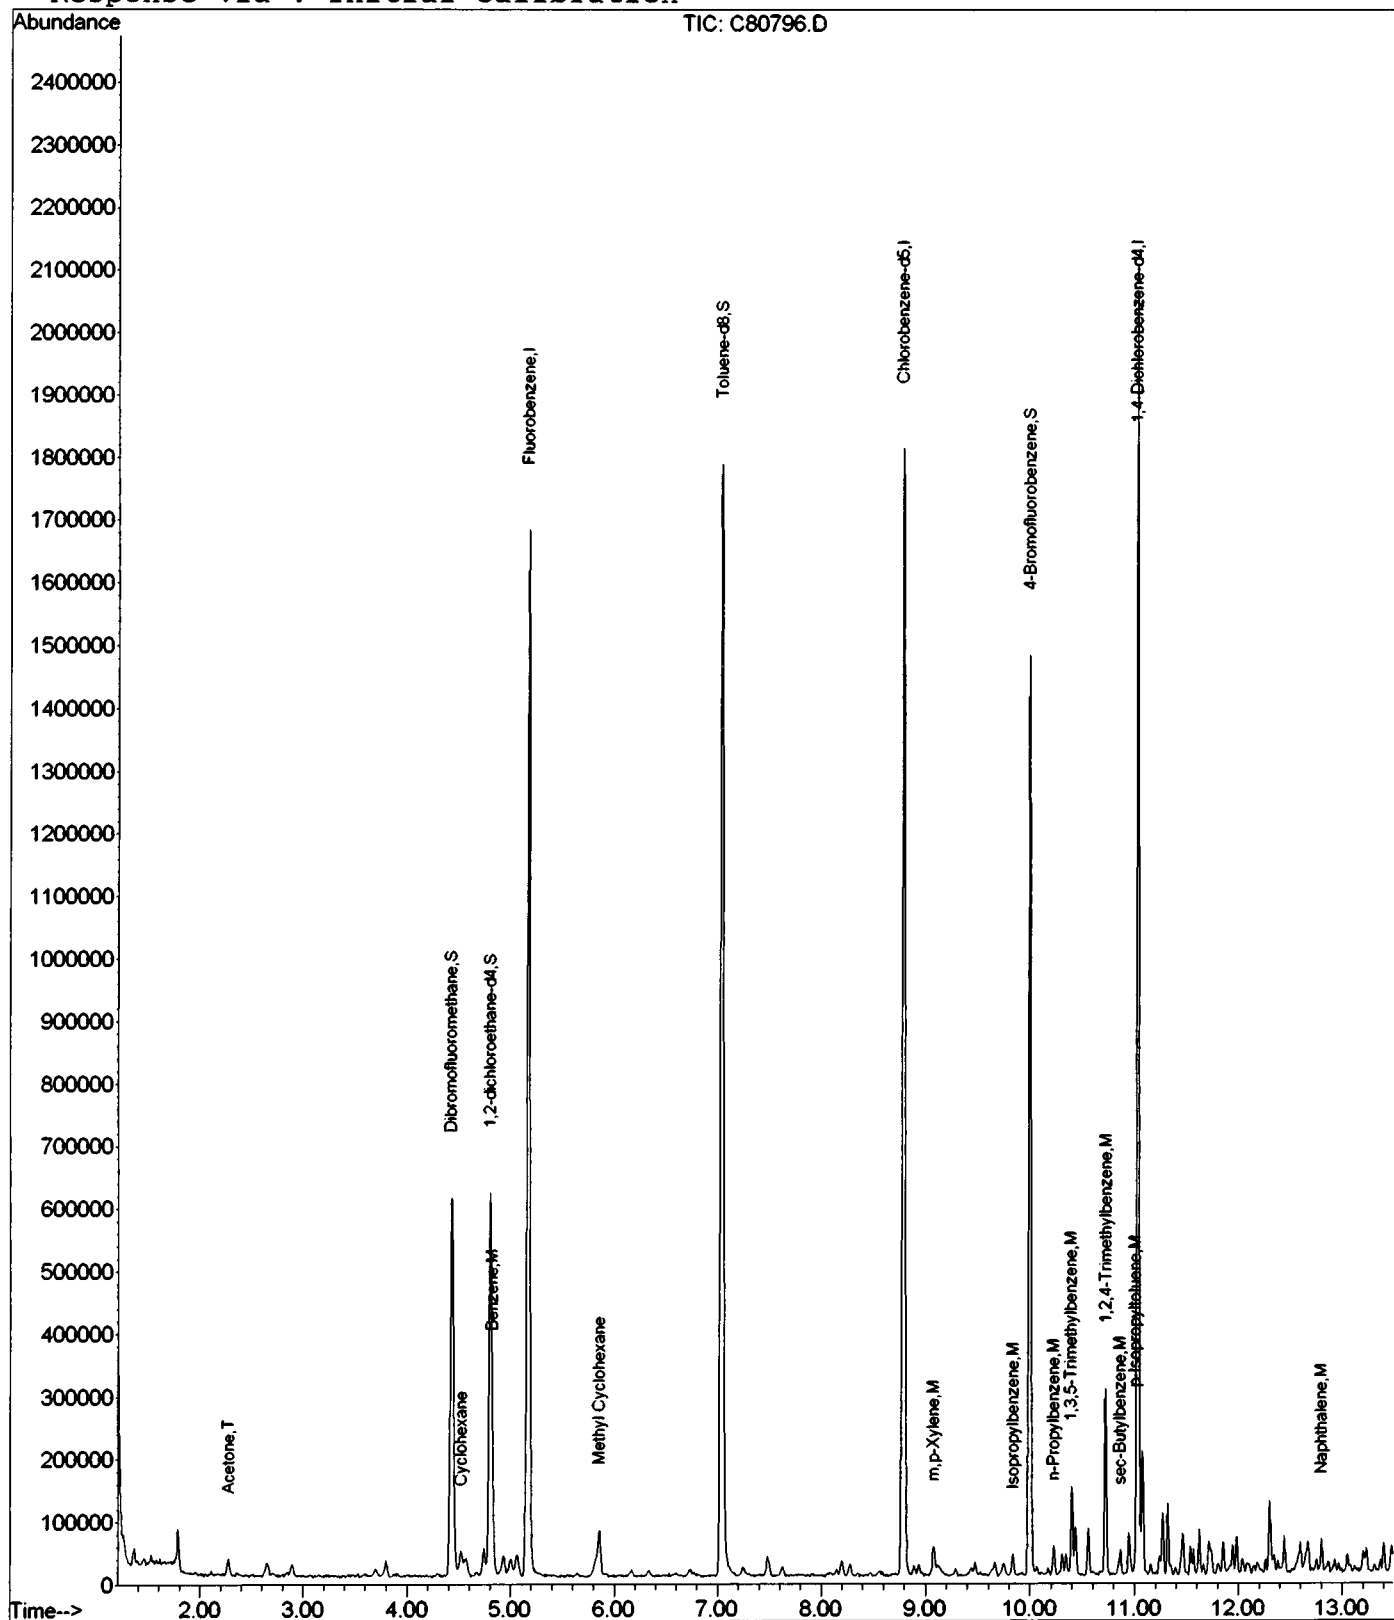 Response via : Initial Calibration
Abundance
TIC: C80796.D
2400000
2300000
2200000
2100000
2000000
1900000
1800000
1700000
1600000
1500000
1400000
1300000
1200000
1100000
1000000
900000
800000
700000
600000
500000
400000
300000
200000
100000
0
Acetone,T
Dibromofluoromethane,S
Cyclohexane
1,2-dichloroethane-d4,S
Benzene,M
Fluorobenzene,I
Methyl Cyclohexane
Toluene-d8,S
Chlorobenzene-d5,I
m,p-Xylene,M
Isopropylbenzene,M
4-Bromofluorobenzene,S
n-Propylbenzene,M
1,3,5-Trimethylbenzene,M
1,2,4-Trimethylbenzene,M
sec-Butylbenzene,M
p-Isopropyltoluene,M
1,4-Dichlorobenzene-d4,I
Naphthalene,M
Time--> 2.00 3.00 4.00 5.00 6.00 7.00 8.00 9.00 10.00 11.00 12.00 13.00